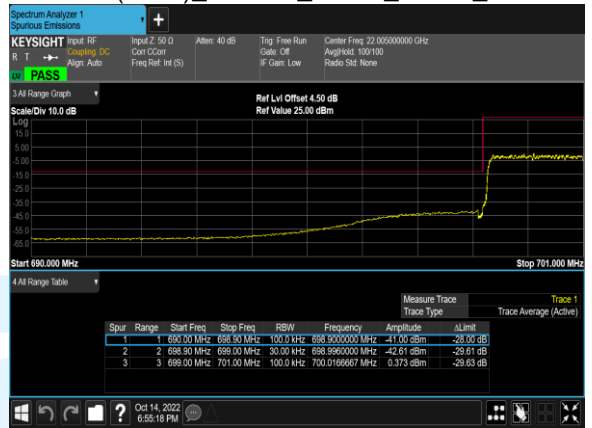 Spectrum Analyzer 1
Spurious Emissions
+
KEYSIGHT Input: RF Input Z: 50 Ω Atten: 40 dB Trig: Free Run Center Freq: 22.005000000 GHz
R T Coupling: DC Corr CCorr Gate: Off Avg|Hold: 100/100
Align: Auto Freq Ref: Int (S) IF Gain: Low Radio Std: None
PASS
3 All Range Graph
Ref Lvl Offset 4.50 dB
Scale/Div 10.0 dB Ref Value 25.00 dBm
Log
15.0
5.00
-5.00
-15.0
-25.0
-35.0
-45.0
-55.0
-65.0
Start 690.000 MHz Stop 701.000 MHz
4 All Range Table
Measure Trace Trace 1
Trace Type Trace Average (Active)
Spur Range Start Freq Stop Freq RBW Frequency Amplitude ΔLimit
1 1 690.00 MHz 698.90 MHz 100.0 kHz 698.9000000 MHz -41.00 dBm -28.00 dB
2 2 698.90 MHz 699.00 MHz 30.00 kHz 698.9960000 MHz -42.61 dBm -29.61 dB
3 3 699.00 MHz 701.00 MHz 100.0 kHz 700.0166667 MHz 0.373 dBm -29.63 dB
? Oct 14, 2022
6:55:18 PM